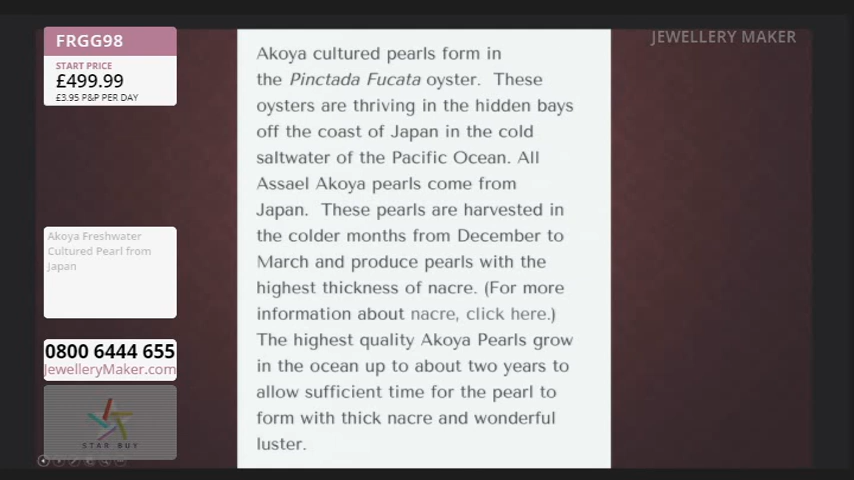 FRGG98
START PRICE
£499.99
£3.95 P&P PER DAY
Akoya Freshwater
Cultured Pearl from
Japan
0800 6444 655
JewelleryMaker.com
STAR BUY
JEWELLERY MAKER
Akoya cultured pearls form in
the Pinctada Fucata oyster. These
oysters are thriving in the hidden bays
off the coast of Japan in the cold
saltwater of the Pacific Ocean. All
Assael Akoya pearls come from
Japan. These pearls are harvested in
the colder months from December to
March and produce pearls with the
highest thickness of nacre. (For more
information about nacre, click here.)
The highest quality Akoya Pearls grow
in the ocean up to about two years to
allow sufficient time for the pearl to
form with thick nacre and wonderful
luster.